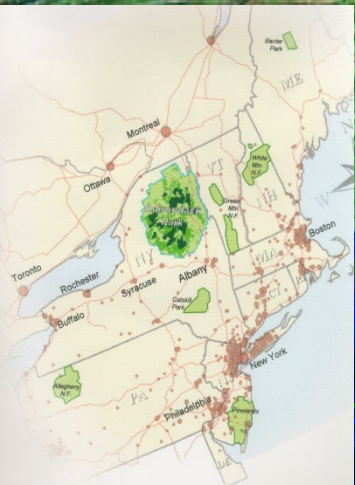 Baxter
Park
ME
Montreal
Ottawa
VT
White
Mtn.
N.F.
NH
Adirondack
Park
Green
Mtn.
N.F.
Boston
Toronto
Rochester
Syracuse
NY
Albany
MA
Buffalo
Catskill
Park
CT
New York
Allegheny
N.F.
PA
Philadelphia
Pinelands
DE
W